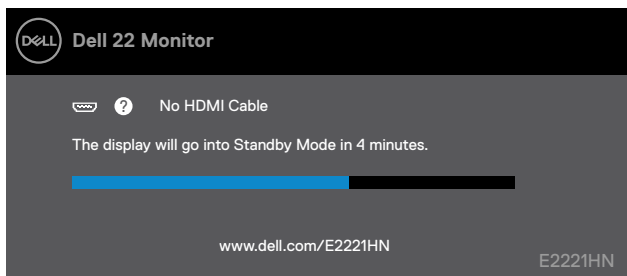 DELL Dell 22 Monitor
? No HDMI Cable
The display will go into Standby Mode in 4 minutes.
www.dell.com/E2221HN
E2221HN